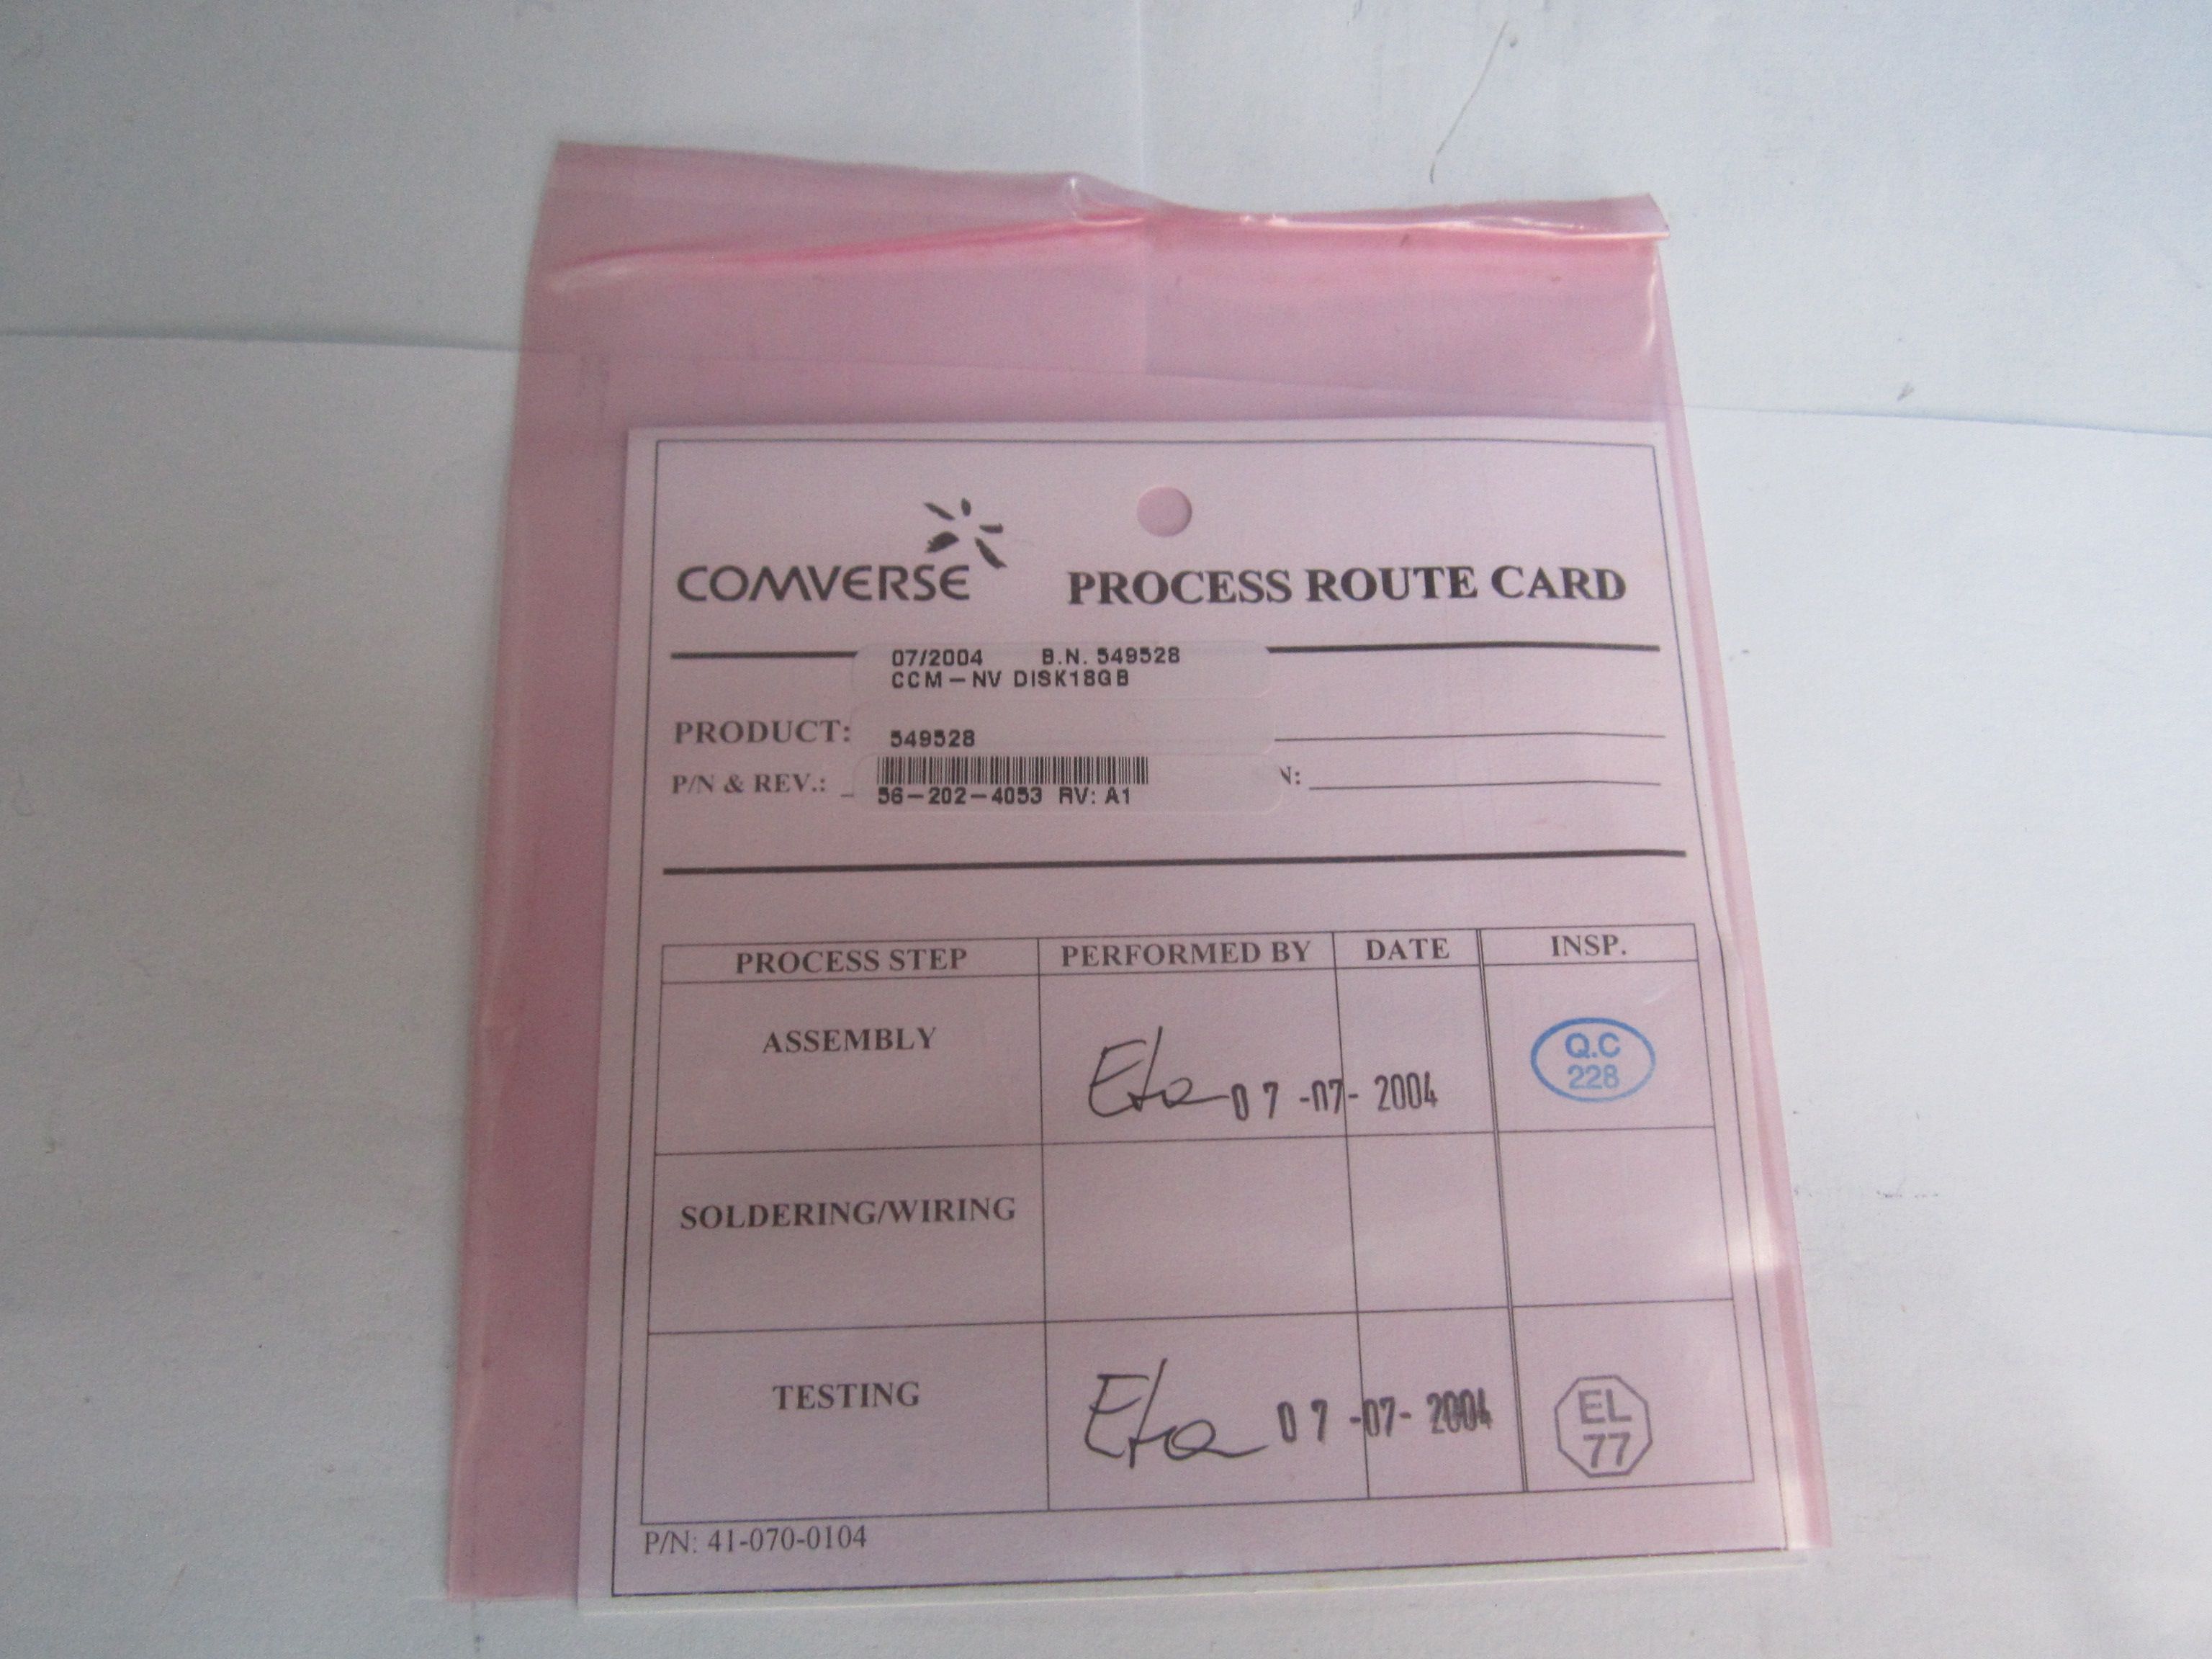 COMVERSE PROCESS ROUTE CARD
07/2004 B.N. 549528
CCM-NV DISK18GB
PRODUCT: 549528
P/N & REV.: N:
56-202-4053 RV: A1
PROCESS STEP PERFORMED BY DATE INSP.
ASSEMBLY Eta 07-07-2004 Q.C 228
SOLDERING/WIRING
TESTING Eta 07-07-2004 EL 77
P/N: 41-070-0104